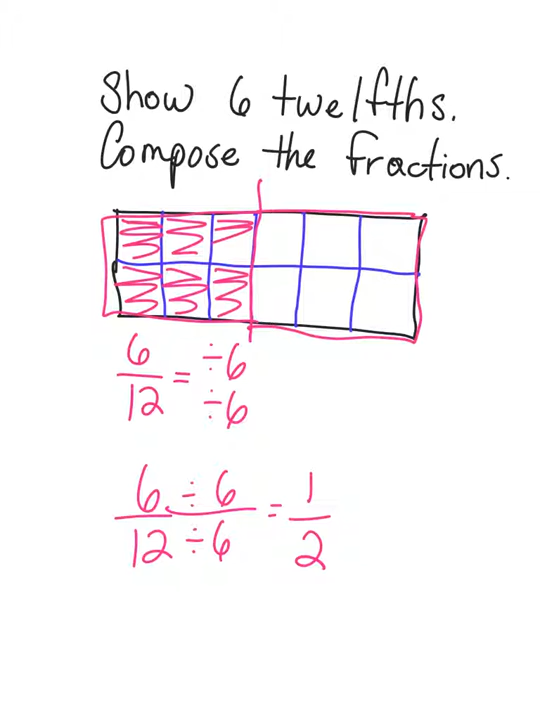 Show 6 twelfths.
Compose the fractions.
6/12 = ÷6/÷6
6 ÷ 6/12 ÷ 6 = 1/2